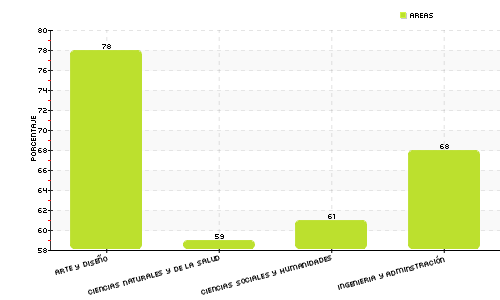 AREAS
80
78
76
74
72
70
68
66
64
62
60
58
PORCENTAJE
78
59
61
68
ARTE Y DISEÑO
CIENCIAS NATURALES Y DE LA SALUD
CIENCIAS SOCIALES Y HUMANIDADES
INGENIERIA Y ADMINSTRACIÓN